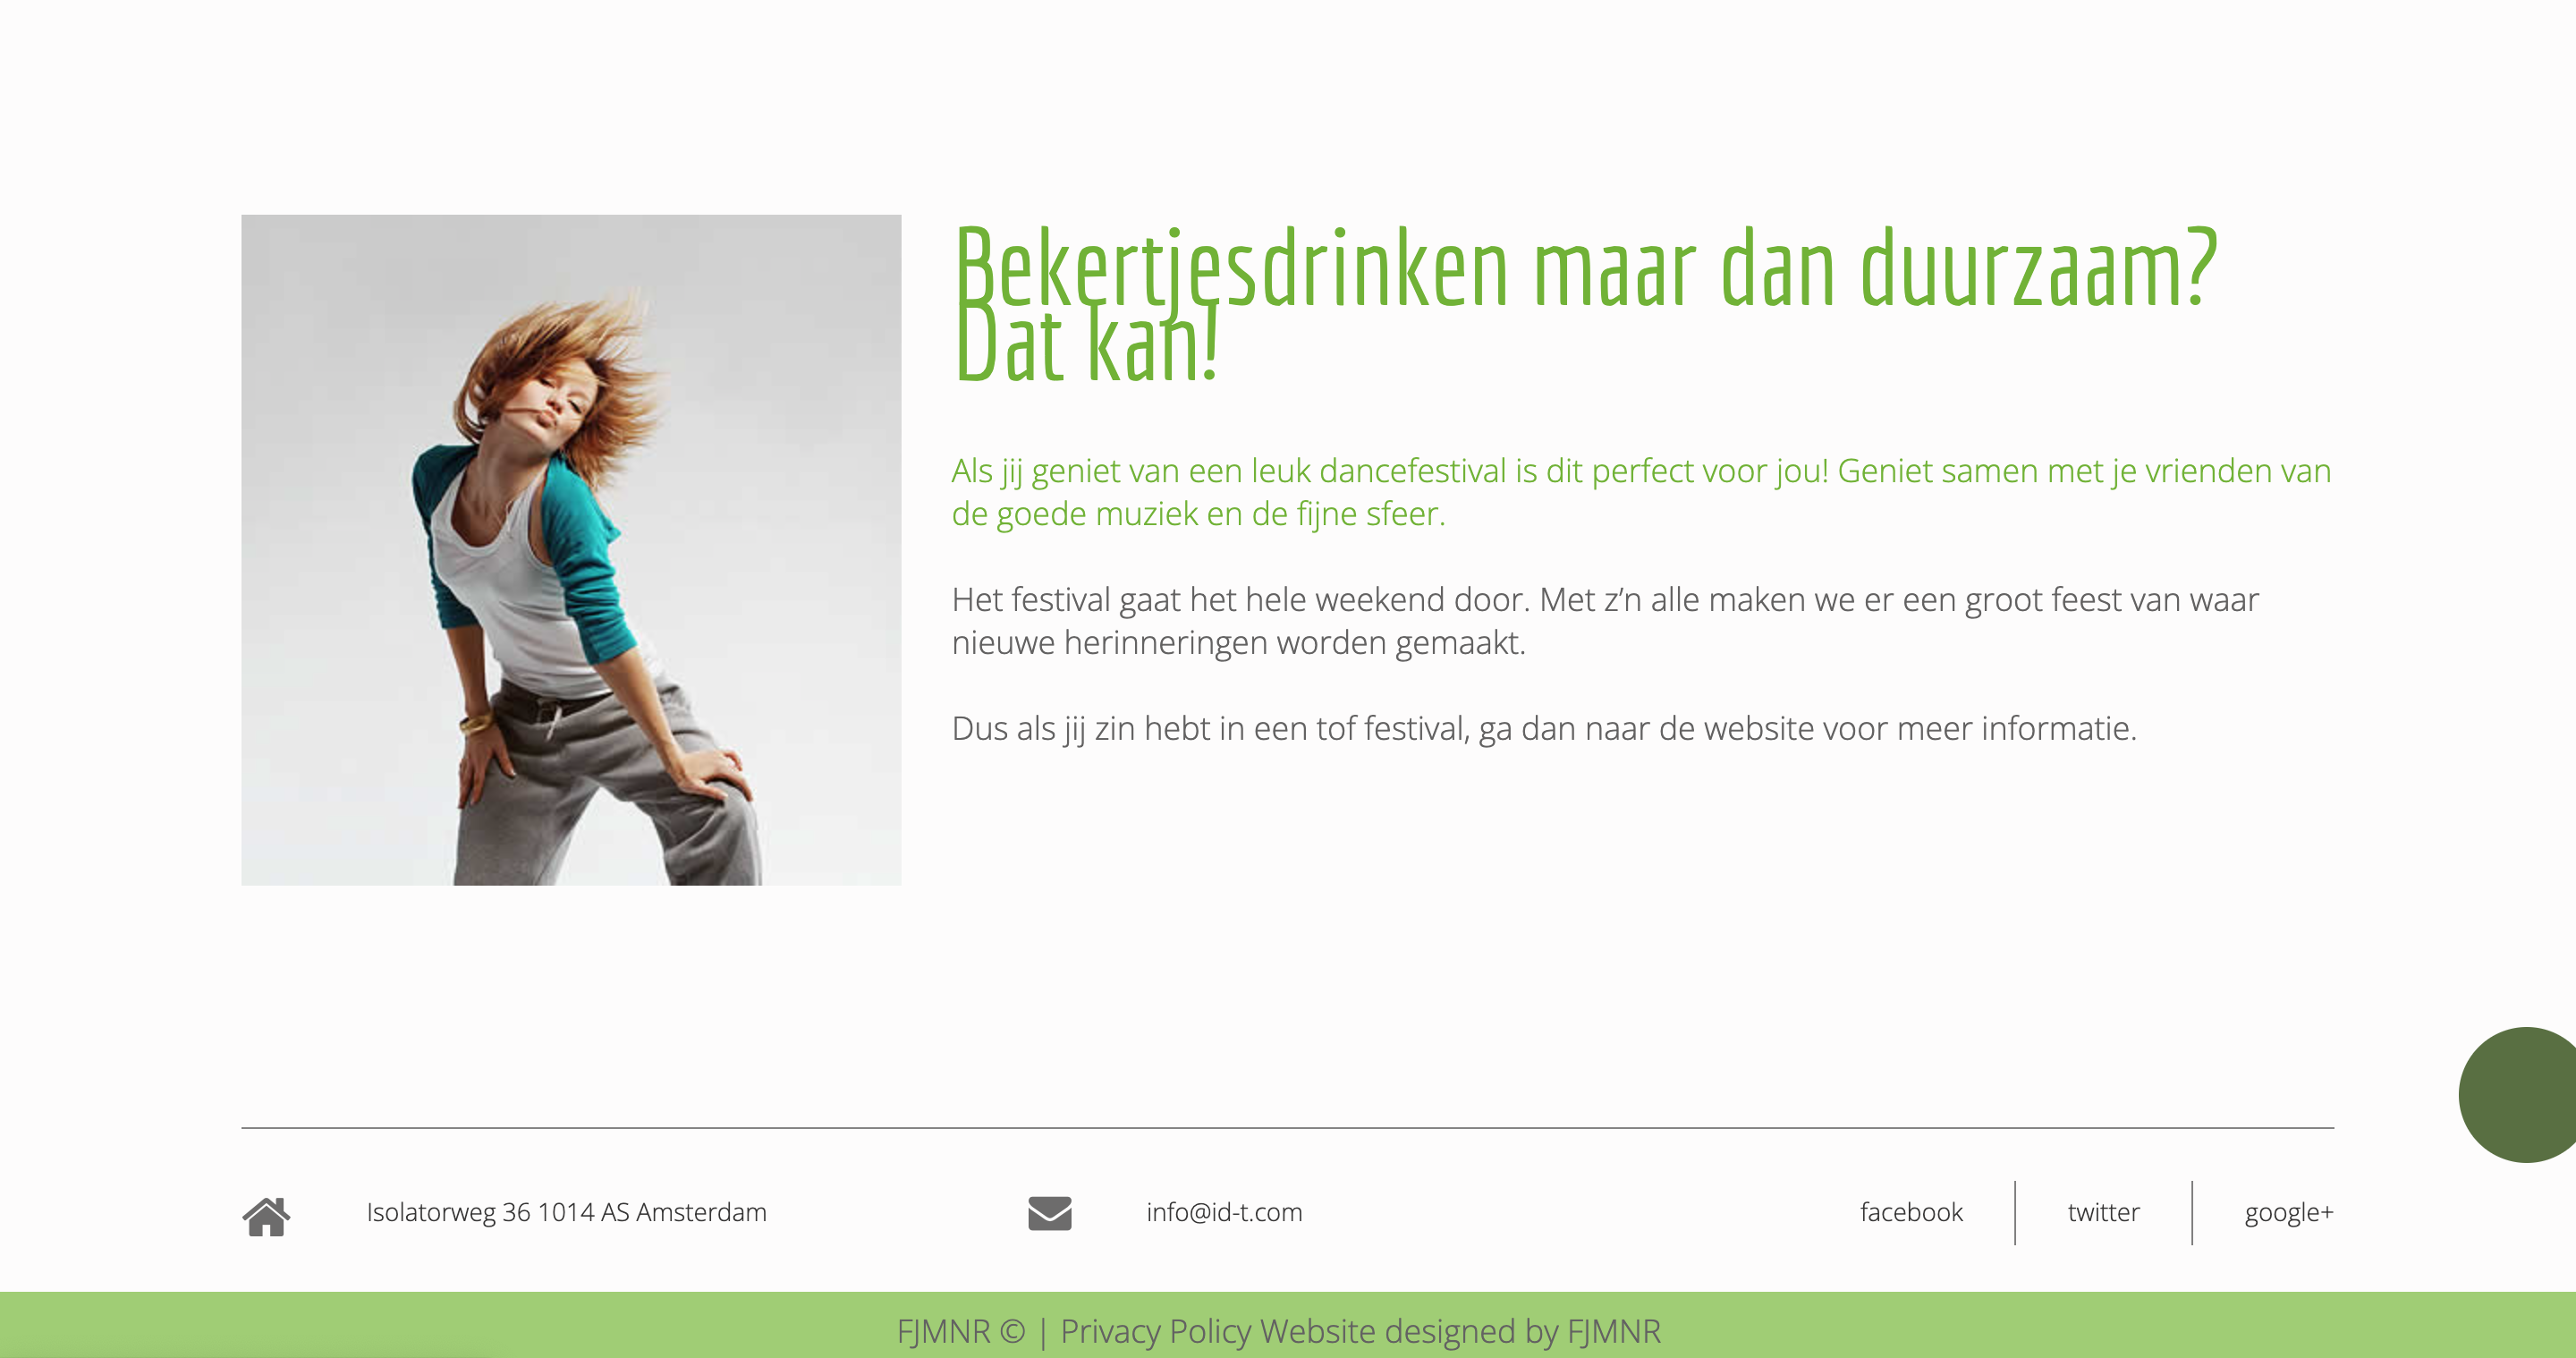 Bekertjesdrinken maar dan duurzaam?
Dat kan!
Als jij geniet van een leuk dancefestival is dit perfect voor jou! Geniet samen met je vrienden van
de goede muziek en de fijne sfeer.
Het festival gaat het hele weekend door. Met z’n alle maken we er een groot feest van waar
nieuwe herinneringen worden gemaakt.
Dus als jij zin hebt in een tof festival, ga dan naar de website voor meer informatie.
Isolatorweg 36 1014 AS Amsterdam
info@id-t.com
facebook
twitter
google+
FJMNR © | Privacy Policy Website designed by FJMNR